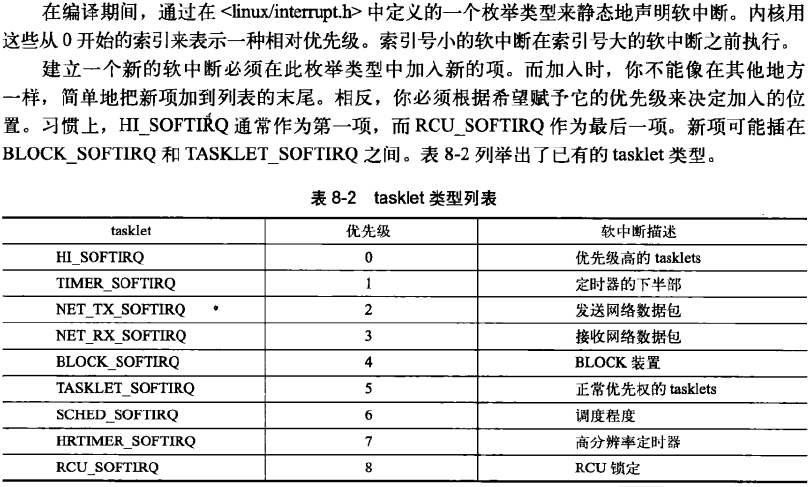 在编译期间，通过在 <linux/interrupt.h> 中定义的一个枚举类型来静态地声明软中断。内核用
这些从 0 开始的索引来表示一种相对优先级。索引号小的软中断在索引号大的软中断之前执行。
建立一个新的软中断必须在此枚举类型中加入新的项。而加入时，你不能像在其他地方
一样，简单地把新项加到列表的末尾。相反，你必须根据希望赋予它的优先级来决定加入的位
置。习惯上，HI_SOFTIRQ 通常作为第一项，而 RCU_SOFTIRQ 作为最后一项。新项可能插在
BLOCK_SOFTIRQ 和 TASKLET_SOFTIRQ 之间。表 8-2 列举出了已有的 tasklet 类型。
表 8-2 tasklet 类型列表
tasklet 优先级 软中断描述
HI_SOFTIRQ 0 优先级高的 tasklets
TIMER_SOFTIRQ 1 定时器的下半部
NET_TX_SOFTIRQ 2 发送网络数据包
NET_RX_SOFTIRQ 3 接收网络数据包
BLOCK_SOFTIRQ 4 BLOCK 装置
TASKLET_SOFTIRQ 5 正常优先权的 tasklets
SCHED_SOFTIRQ 6 调度程度
HRTIMER_SOFTIRQ 7 高分辨率定时器
RCU_SOFTIRQ 8 RCU 锁定